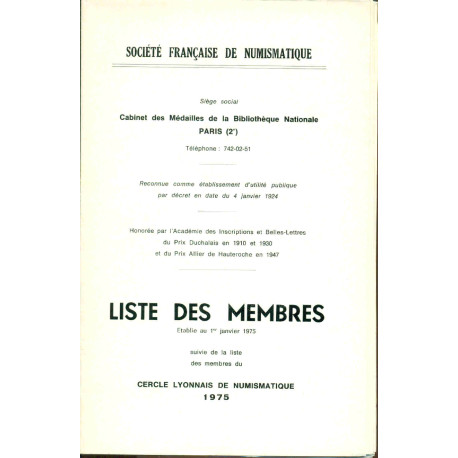 SOCIÉTÉ FRANÇAISE DE NUMISMATIQUE
Siège social
Cabinet des Médailles de la Bibliothèque Nationale
PARIS (2e)
Téléphone : 742-02-51
Reconnue comme établissement d'utilité publique
par décret en date du 4 janvier 1924
Honorée par l'Académie des Inscriptions et Belles-Lettres
du Prix Duchalais en 1910 et 1930
et du Prix Allier de Hauteroche en 1947
LISTE DES MEMBRES
Etablie au 1er janvier 1975
suivie de la liste
des membres du
CERCLE LYONNAIS DE NUMISMATIQUE
1975